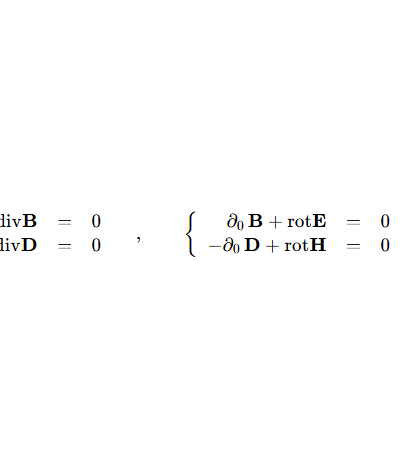 divB = 0 , { ∂₀ B + rotE = 0
divD = 0 −∂₀ D + rotH = 0